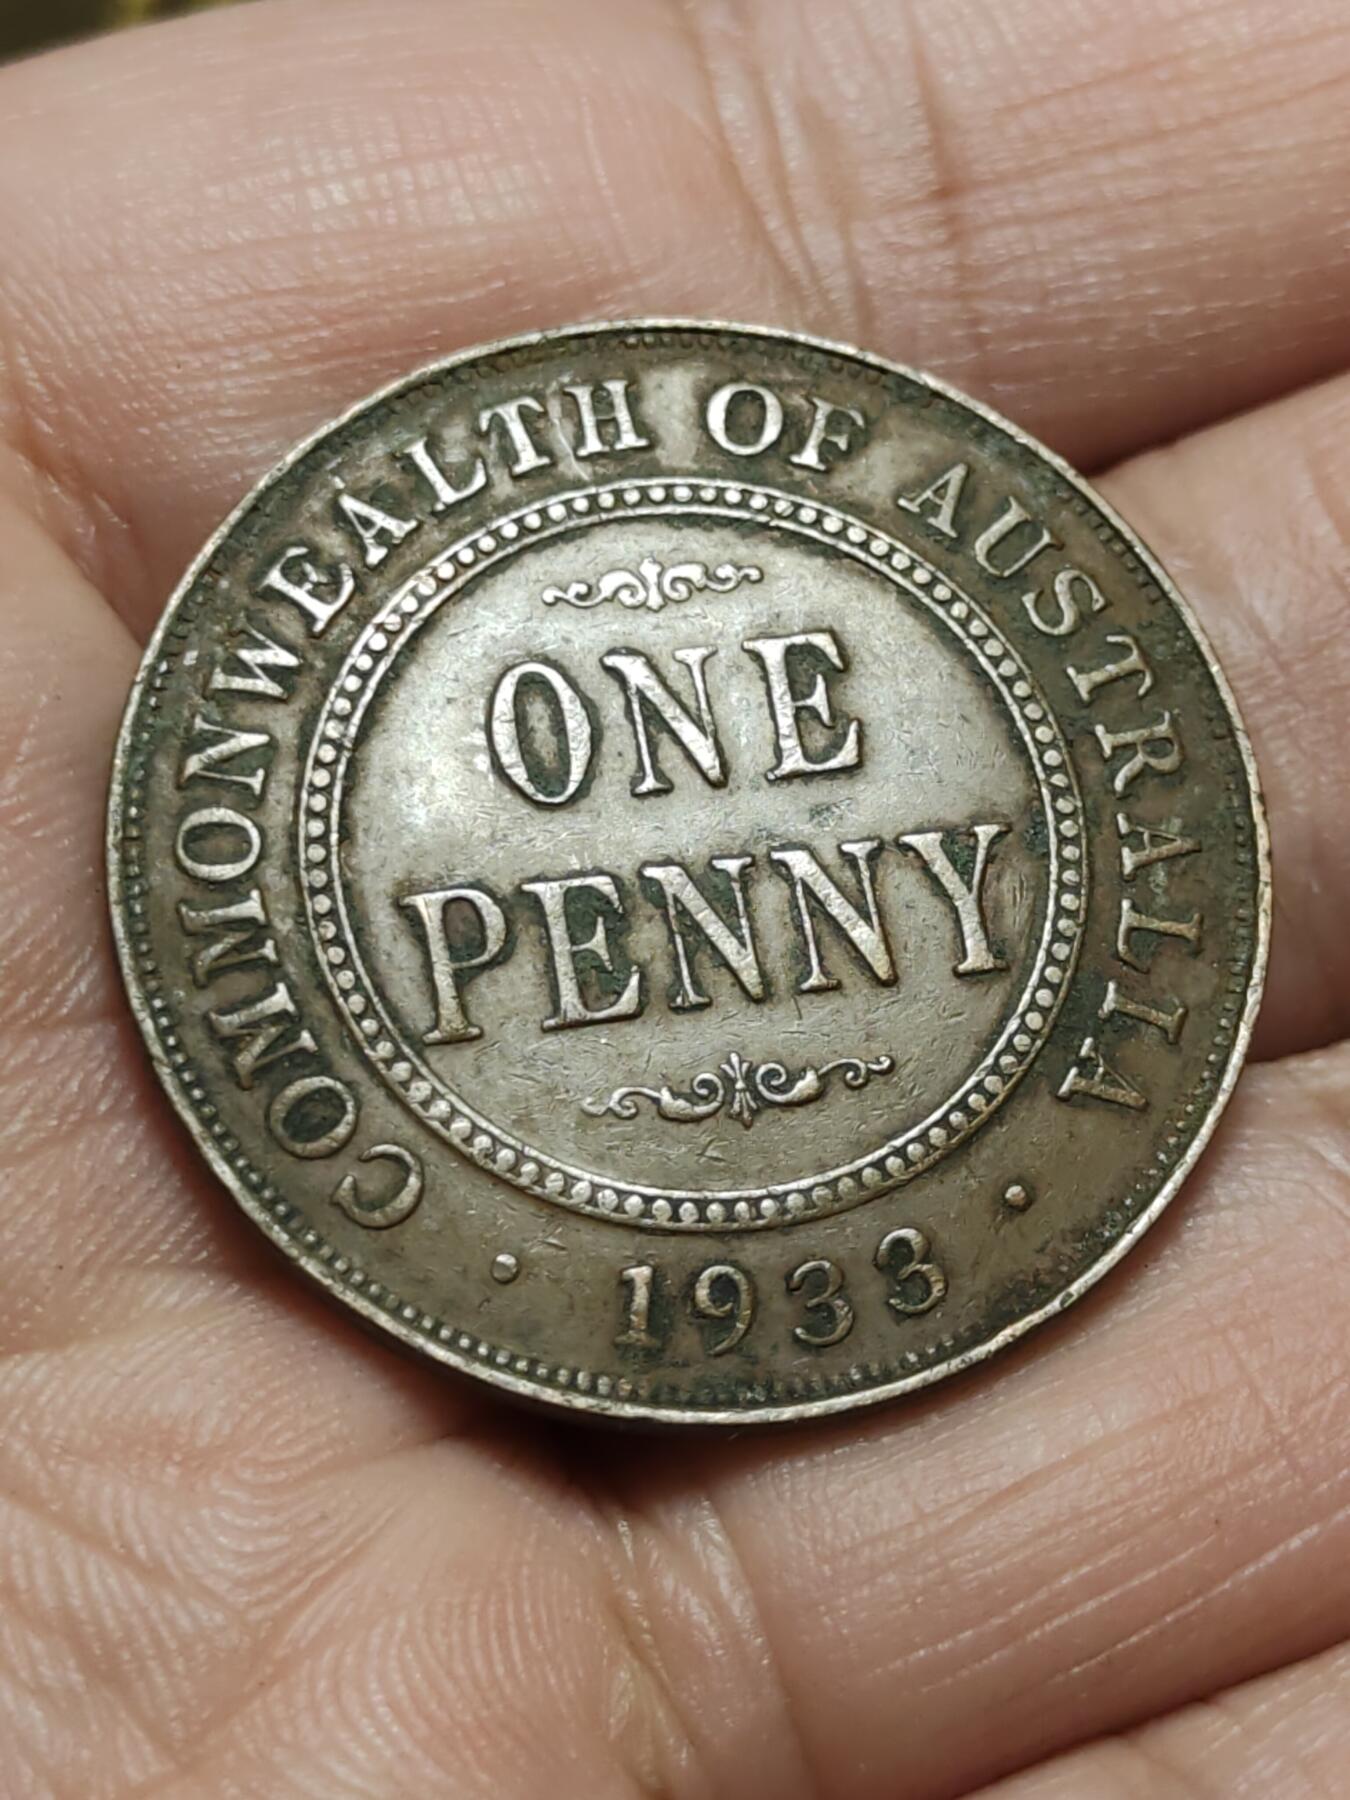 COMMONWEALTH OF AUSTRALIA
ONE
PENNY
· 1933 ·